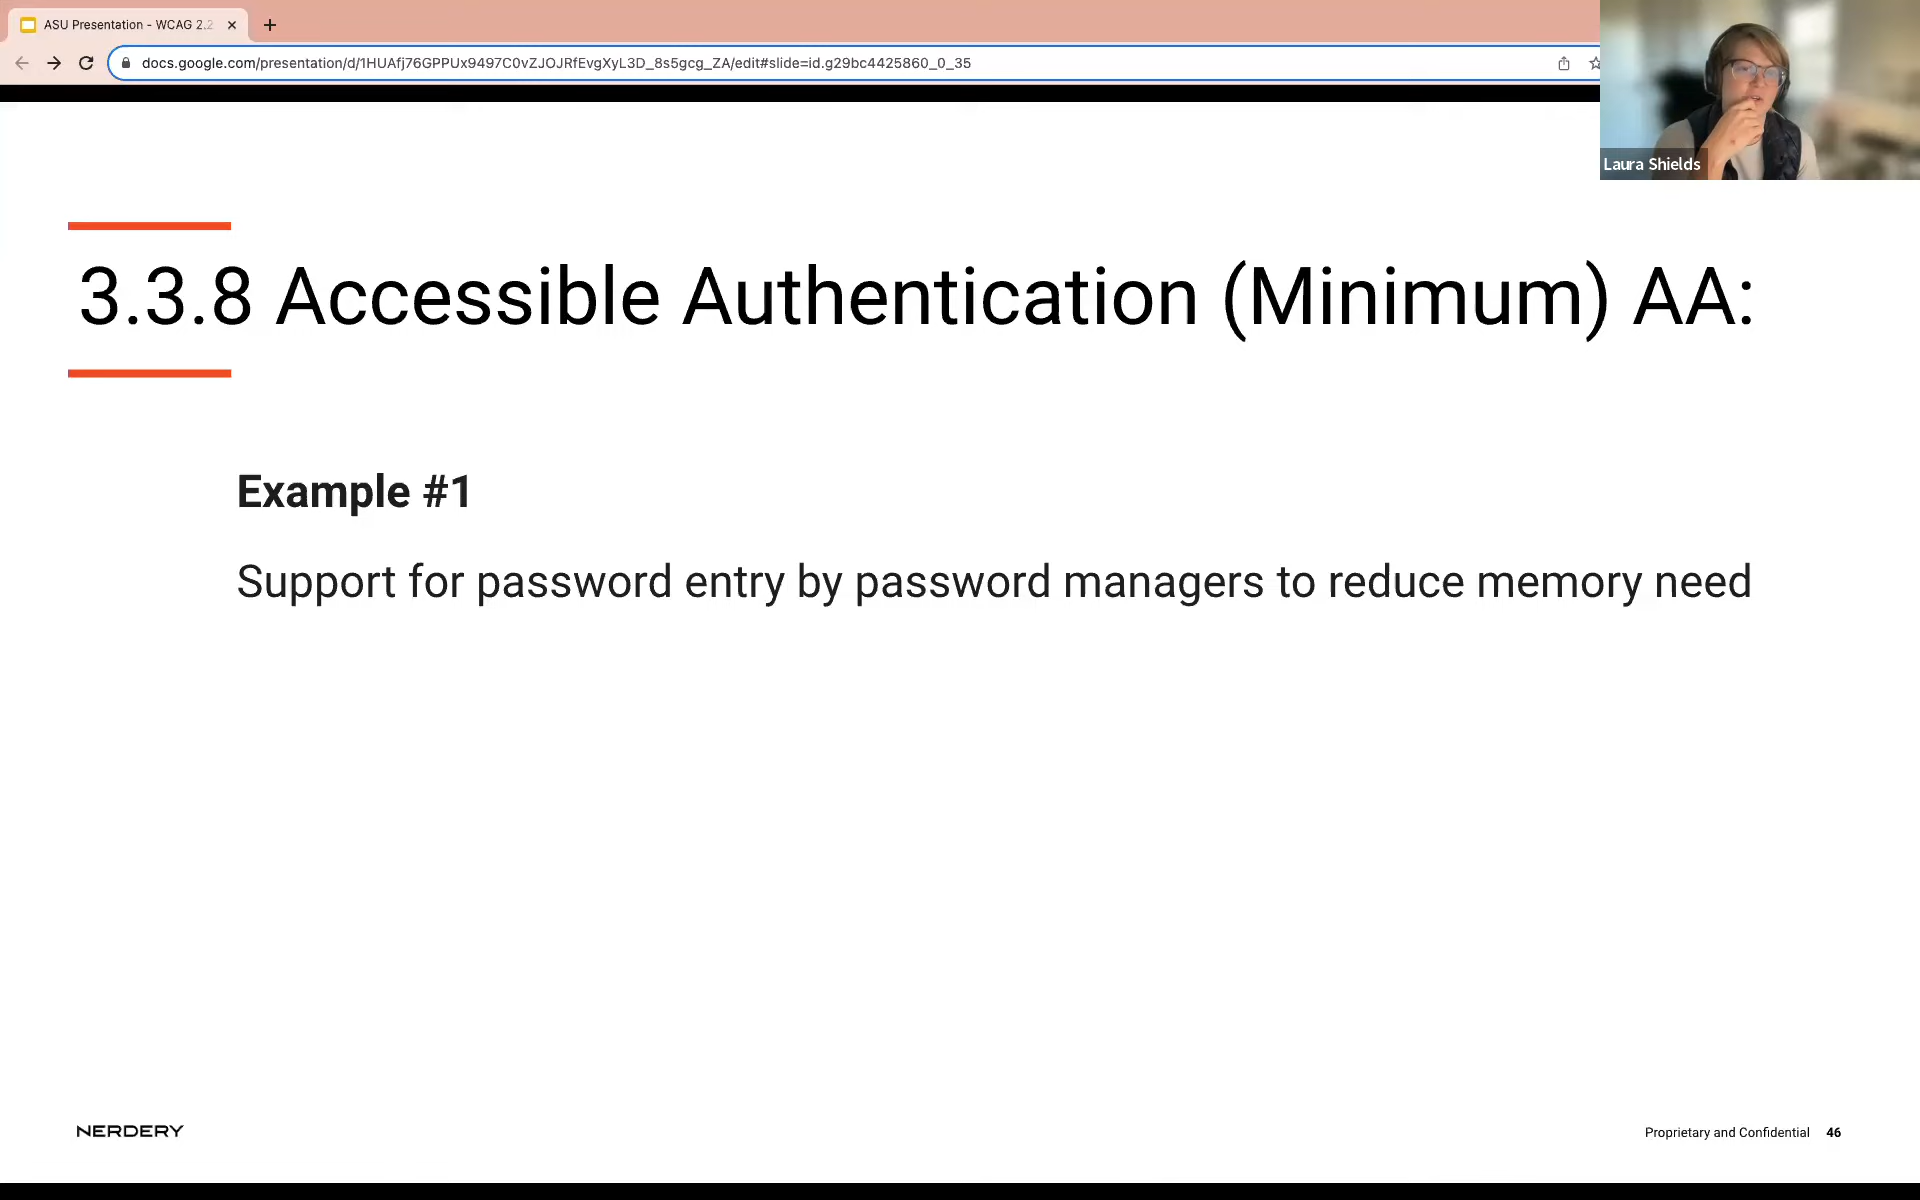 ASU Presentation - WCAG 2.2
docs.google.com/presentation/d/1HUAfj76GPPUx9497C0vZJOJRfEvgXyL3D_8s5gcg_ZA/edit#slide=id.g29bc4425860_0_35
Laura Shields
3.3.8 Accessible Authentication (Minimum) AA:
Example #1
Support for password entry by password managers to reduce memory need
NERDERY
Proprietary and Confidential 46